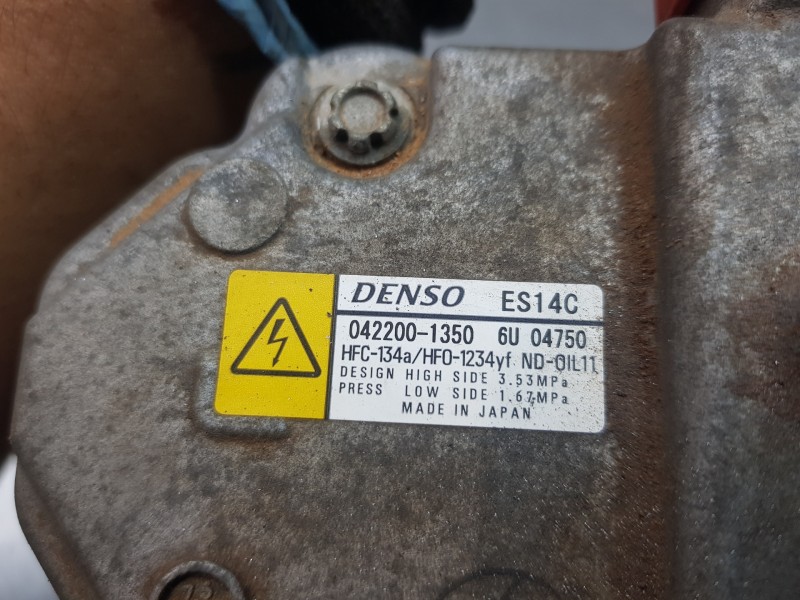 DENSO ES14C
042200-1350 6U 04750
HFC-134a/HFO-1234yf ND-OIL11
DESIGN HIGH SIDE 3.53MPa
PRESS LOW SIDE 1.67MPa
MADE IN JAPAN